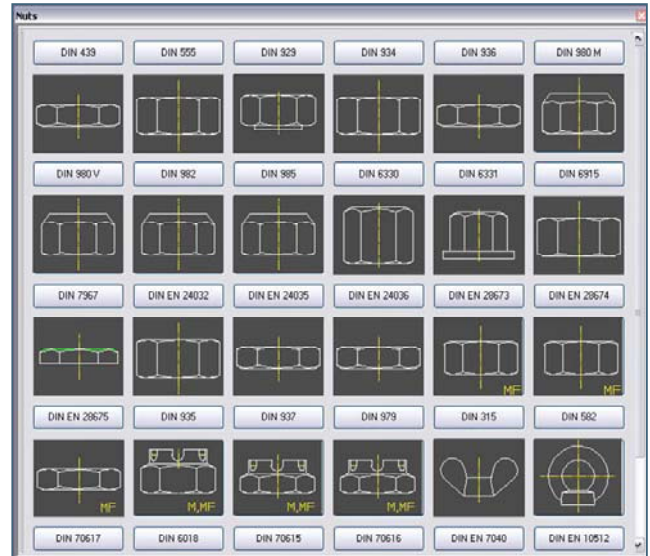 Nuts
DIN 439 DIN 555 DIN 929 DIN 934 DIN 936 DIN 980 M
DIN 980 V DIN 982 DIN 985 DIN 6330 DIN 6331 DIN 6915
DIN 7967 DIN EN 24032 DIN EN 24035 DIN EN 24036 DIN EN 28673 DIN EN 28674
MF MF
DIN EN 28675 DIN 935 DIN 937 DIN 979 DIN 315 DIN 582
MF M,MF M,MF M,MF
DIN 70617 DIN 6018 DIN 70615 DIN 70616 DIN EN 7040 DIN EN 10512